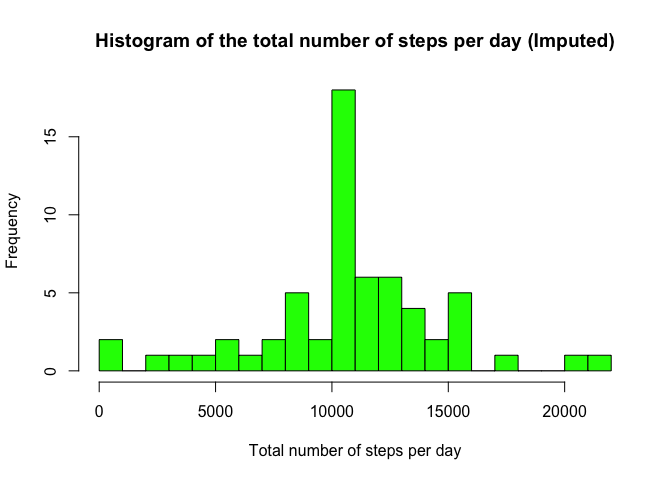 Histogram of the total number of steps per day (Imputed)
Frequency
15
10
5
0
0 5000 10000 15000 20000
Total number of steps per day